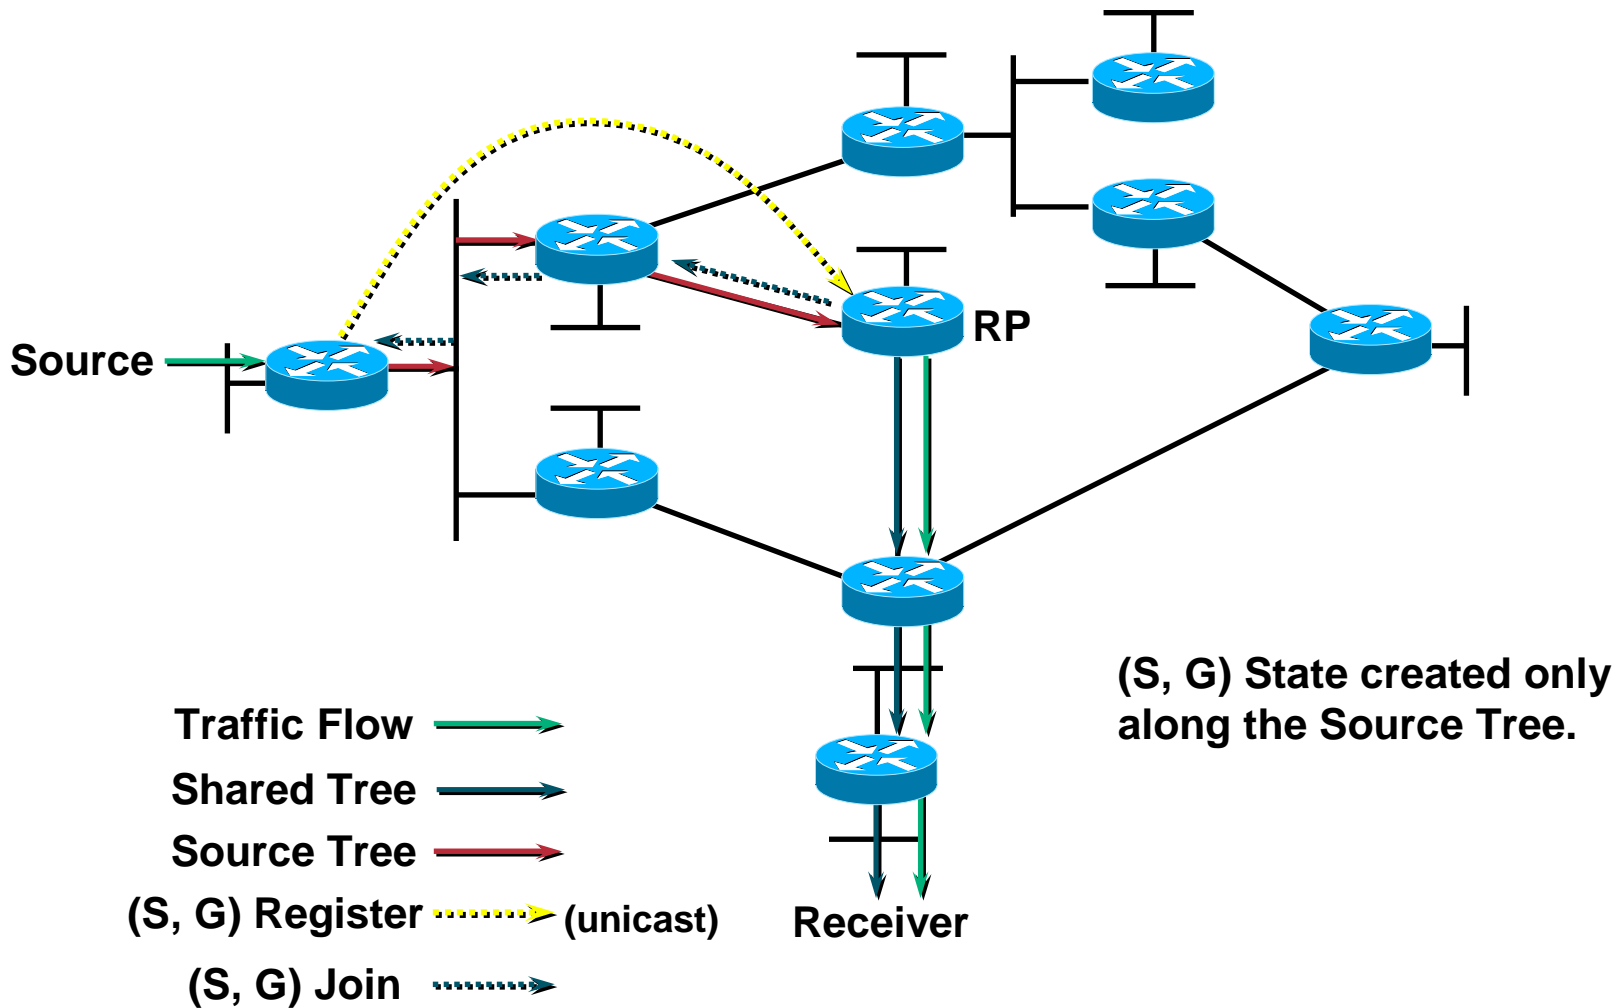 RP
Source
(S, G) State created only
along the Source Tree.
Traffic Flow
Shared Tree
Source Tree
(S, G) Register (unicast)
Receiver
(S, G) Join